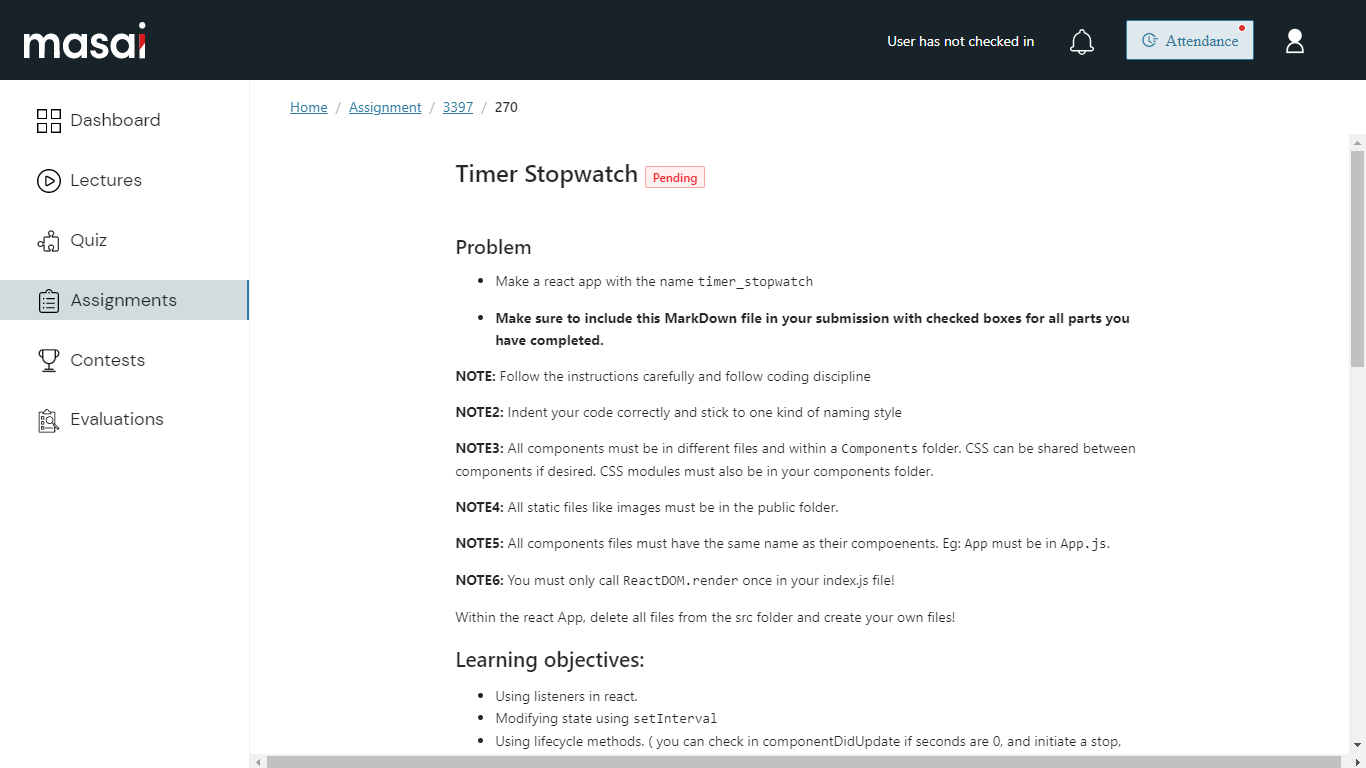 masai
User has not checked in
Attendance
Dashboard
Lectures
Quiz
Assignments
Contests
Evaluations
Home / Assignment / 3397 / 270
Timer Stopwatch Pending
Problem
• Make a react app with the name timer_stopwatch
• Make sure to include this MarkDown file in your submission with checked boxes for all parts you
have completed.
NOTE: Follow the instructions carefully and follow coding discipline
NOTE2: Indent your code correctly and stick to one kind of naming style
NOTE3: All components must be in different files and within a Components folder. CSS can be shared between
components if desired. CSS modules must also be in your components folder.
NOTE4: All static files like images must be in the public folder.
NOTE5: All components files must have the same name as their compoenents. Eg: App must be in App.js.
NOTE6: You must only call ReactDOM.render once in your index.js file!
Within the react App, delete all files from the src folder and create your own files!
Learning objectives:
• Using listeners in react.
• Modifying state using setInterval
• Using lifecycle methods. ( you can check in componentDidUpdate if seconds are 0, and initiate a stop,